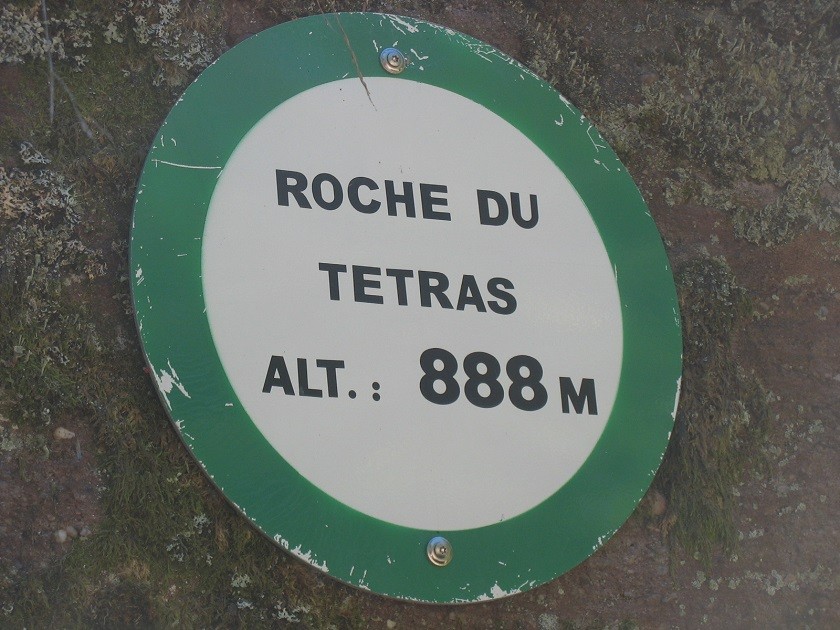 ROCHE DU
TETRAS
ALT. : 888 M